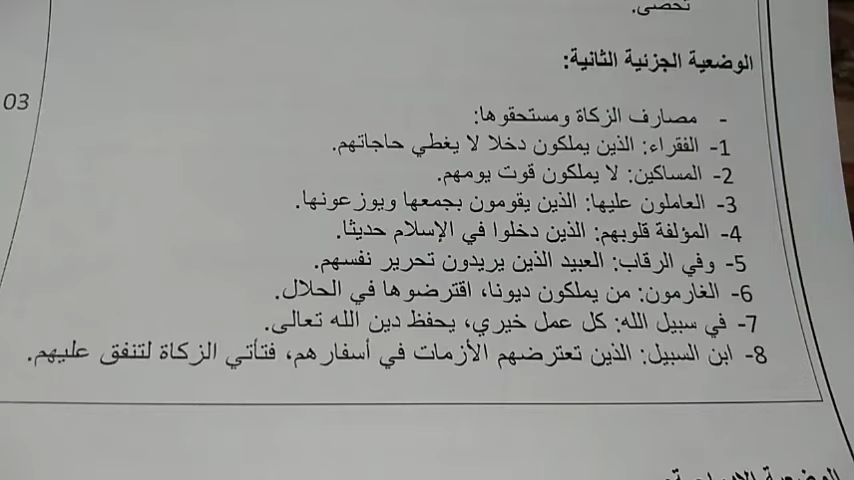 تحصى.
الوضعية الجزئية الثانية:
03
- مصارف الزكاة ومستحقوها:
1- الفقراء: الذين يملكون دخلا لا يغطي حاجاتهم.
2- المساكين: لا يملكون قوت يومهم.
3- العاملون عليها: الذين يقومون بجمعها ويوزعونها.
4- المؤلفة قلوبهم: الذين دخلوا في الإسلام حديثا.
5- وفي الرقاب: العبيد الذين يريدون تحرير نفسهم.
6- الغارمون: من يملكون ديونا، اقترضوها في الحلال.
7- في سبيل الله: كل عمل خيري، يحفظ دين الله تعالى.
8- ابن السبيل: الذين تعترضهم الأزمات في أسفارهم، فتأتي الزكاة لتنفق عليهم.